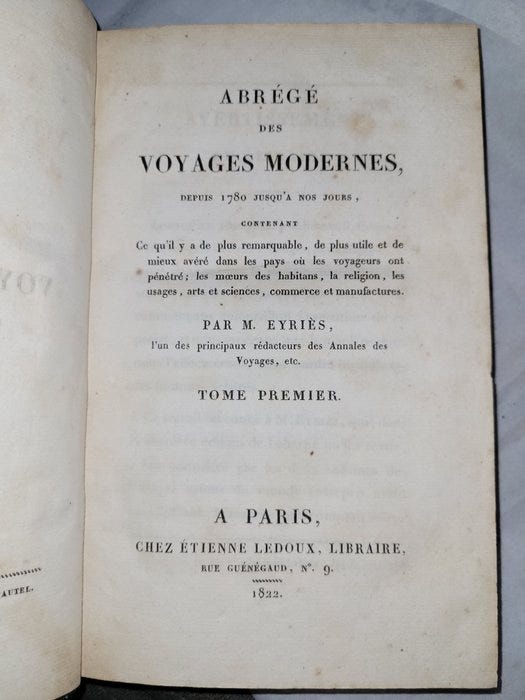 ABRÉGÉ
DES
VOYAGES MODERNES,
DEPUIS 1780 JUSQU'A NOS JOURS,
CONTENANT
Ce qu'il y a de plus remarquable, de plus utile et de
mieux avéré dans les pays où les voyageurs ont
pénétré; les mœurs des habitans, la religion, les
usages, arts et sciences, commerce et manufactures.
PAR M. EYRIÈS,
l'un des principaux rédacteurs des Annales des
Voyages, etc.
TOME PREMIER.
A PARIS,
CHEZ ÉTIENNE LEDOUX, LIBRAIRE,
RUE GUÉNÉGAUD, N°. 9.
1822.
AUTEL.